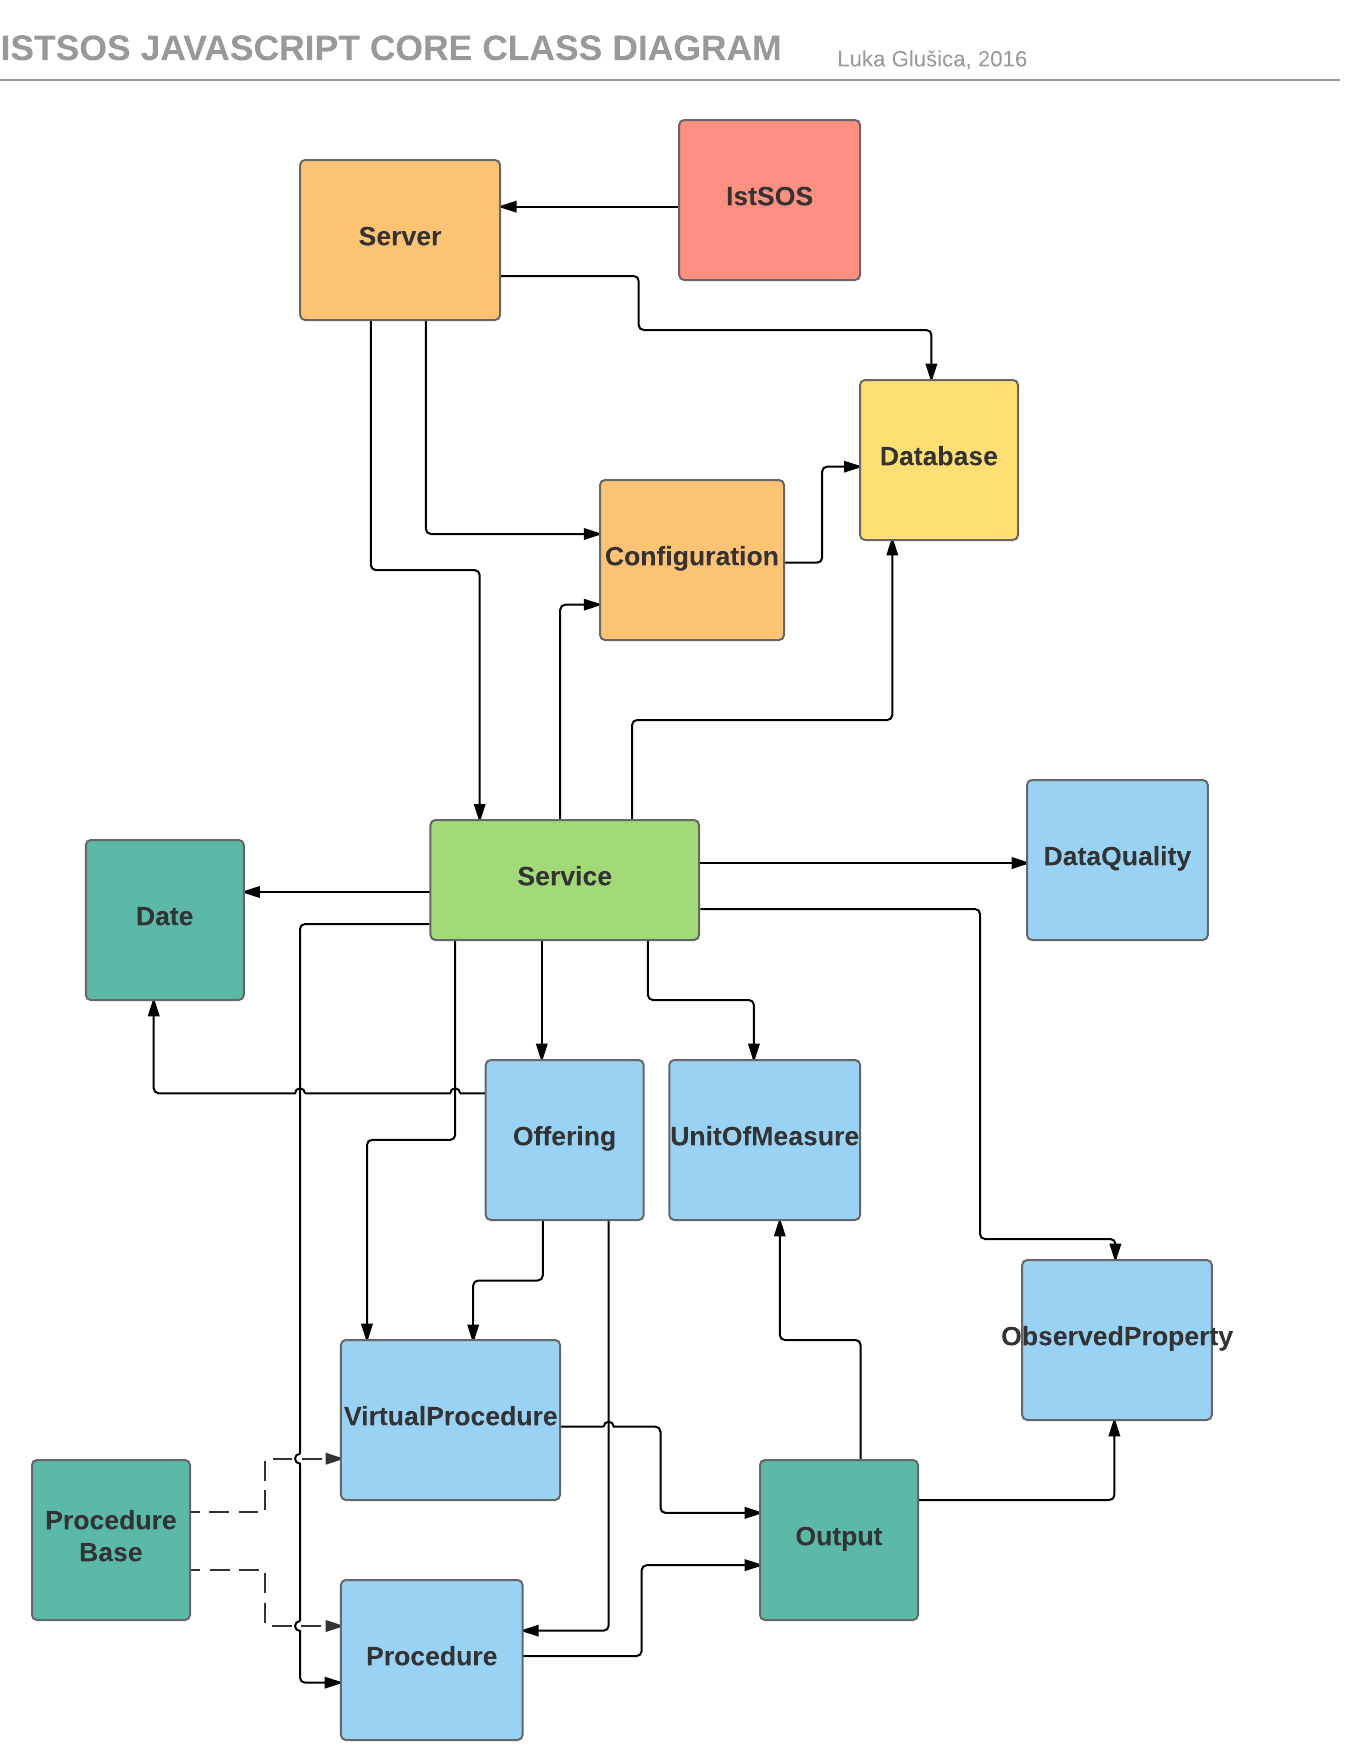 ISTSOS JAVASCRIPT CORE CLASS DIAGRAM
Luka Glušica, 2016
IstSOS
Server
Database
Configuration
DataQuality
Service
Date
Offering
UnitOfMeasure
ObservedProperty
VirtualProcedure
Procedure
Base
Output
Procedure